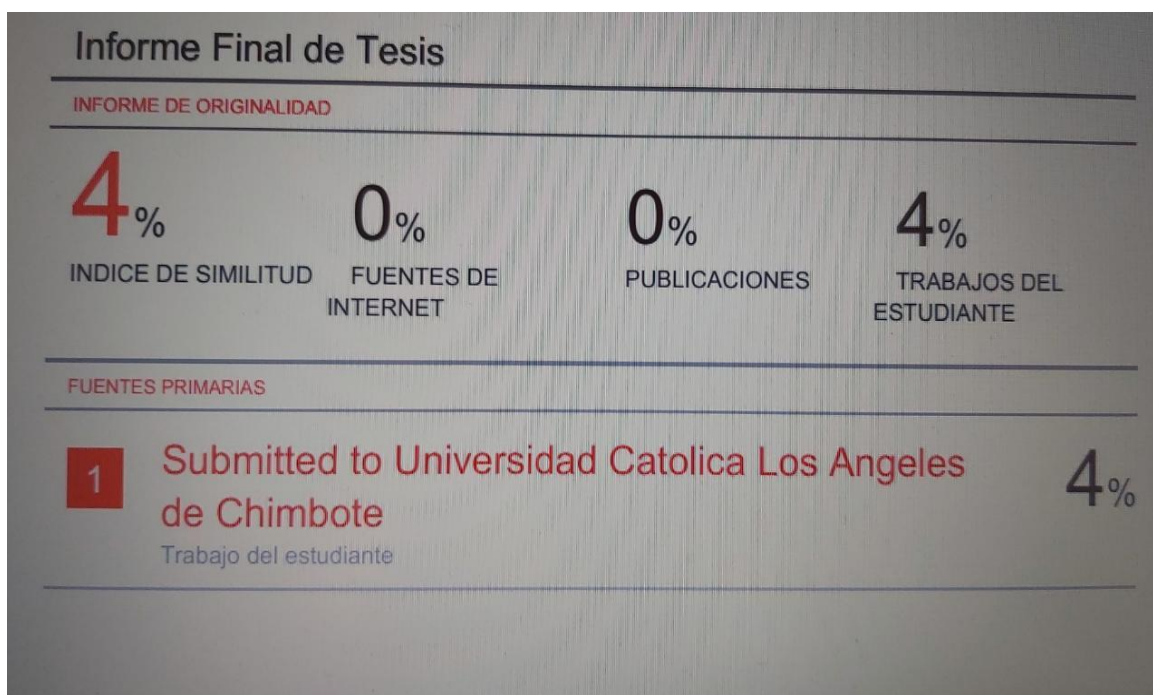 Informe Final de Tesis
INFORME DE ORIGINALIDAD
4%
0%
0%
4%
INDICE DE SIMILITUD
FUENTES DE
INTERNET
PUBLICACIONES
TRABAJOS DEL
ESTUDIANTE
FUENTES PRIMARIAS
1
Submitted to Universidad Catolica Los Angeles
de Chimbote
Trabajo del estudiante
4%